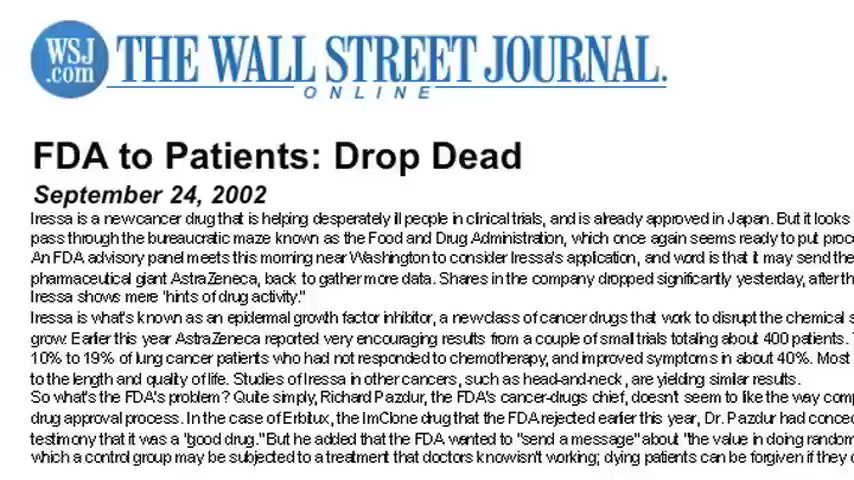 WSJ
.com
THE WALL STREET JOURNAL.
ONLINE
FDA to Patients: Drop Dead
September 24, 2002
Iressa is a new cancer drug that is helping desperately ill people in clinical trials, and is already approved in Japan. But it looks
pass through the bureaucratic maze known as the Food and Drug Administration, which once again seems ready to put
An FDA advisory panel meets this morning near Washington to consider Iressa's application, and word is that it may send the
pharmaceutical giant AstraZeneca, back to gather more data. Shares in the company dropped significantly yesterday, after
Iressa shows mere "hints of drug activity."
Iressa is what's known as an epidermal growth factor inhibitor, a new class of cancer drugs that work to disrupt the chemical
grow. Earlier this year AstraZeneca reported very encouraging results from a couple of small trials totaling about 400 patients.
10% to 19% of lung cancer patients who had not responded to chemotherapy, and improved symptoms in about 40%. Most
to the length and quality of life. Studies of Iressa in other cancers, such as head-and-neck, are yielding similar results.
So what's the FDA's problem? Quite simply, Richard Pazdur, the FDA's cancer-drugs chief, doesn't seem to like the way
drug approval process. In the case of Erbitux, the ImClone drug that the FDA rejected earlier this year, Dr. Pazdur had
testimony that it was a "good drug." But he added that the FDA wanted to "send a message" about "the value in doing
which a control group may be subjected to a treatment that doctors know isn't working; dying patients can be forgiven if they